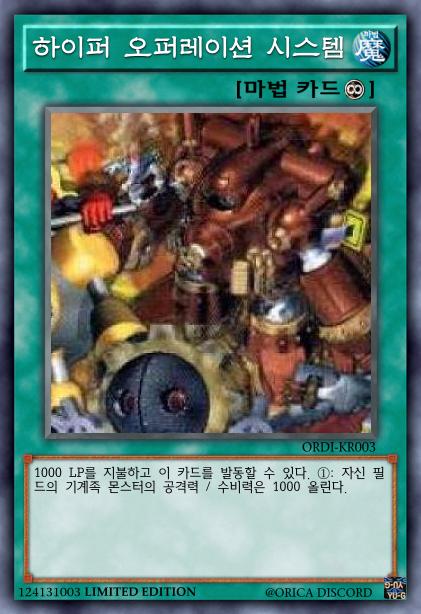 하이퍼 오퍼레이션 시스템 마법 魔
[마법 카드]
ORDI-KR003
1000 LP를 지불하고 이 카드를 발동할 수 있다. ①: 자신 필
드의 기계족 몬스터의 공격력 / 수비력은 1000 올린다.
124131003 LIMITED EDITION @ORICA DISCORD